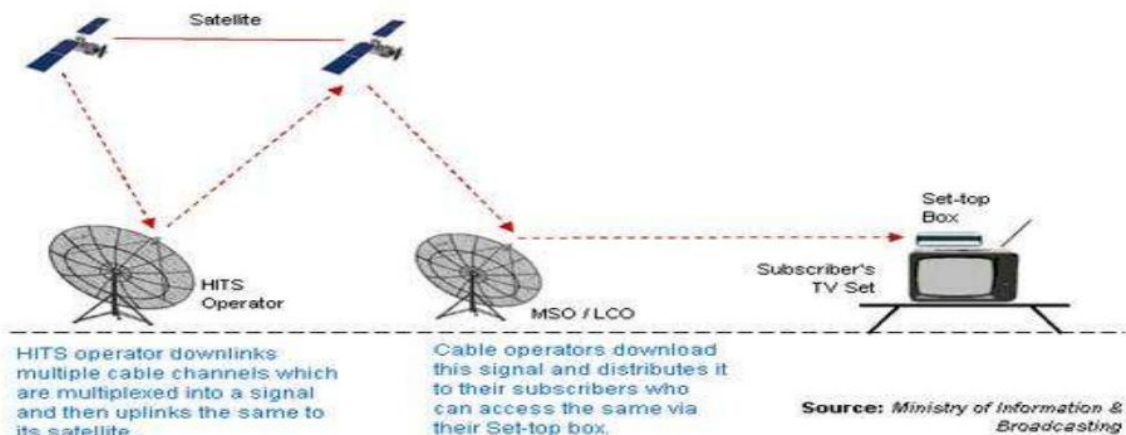 Satellite
Set-top
Box
HITS
Operator
Subscriber's
TV Set
MSO / LCO
HITS operator downlinks
multiple cable channels which
are multiplexed into a signal
and then uplinks the same to
its satellite.
Cable operators download
this signal and distributes it
to their subscribers who
can access the same via
their Set-top box.
Source: Ministry of Information &
Broadcasting